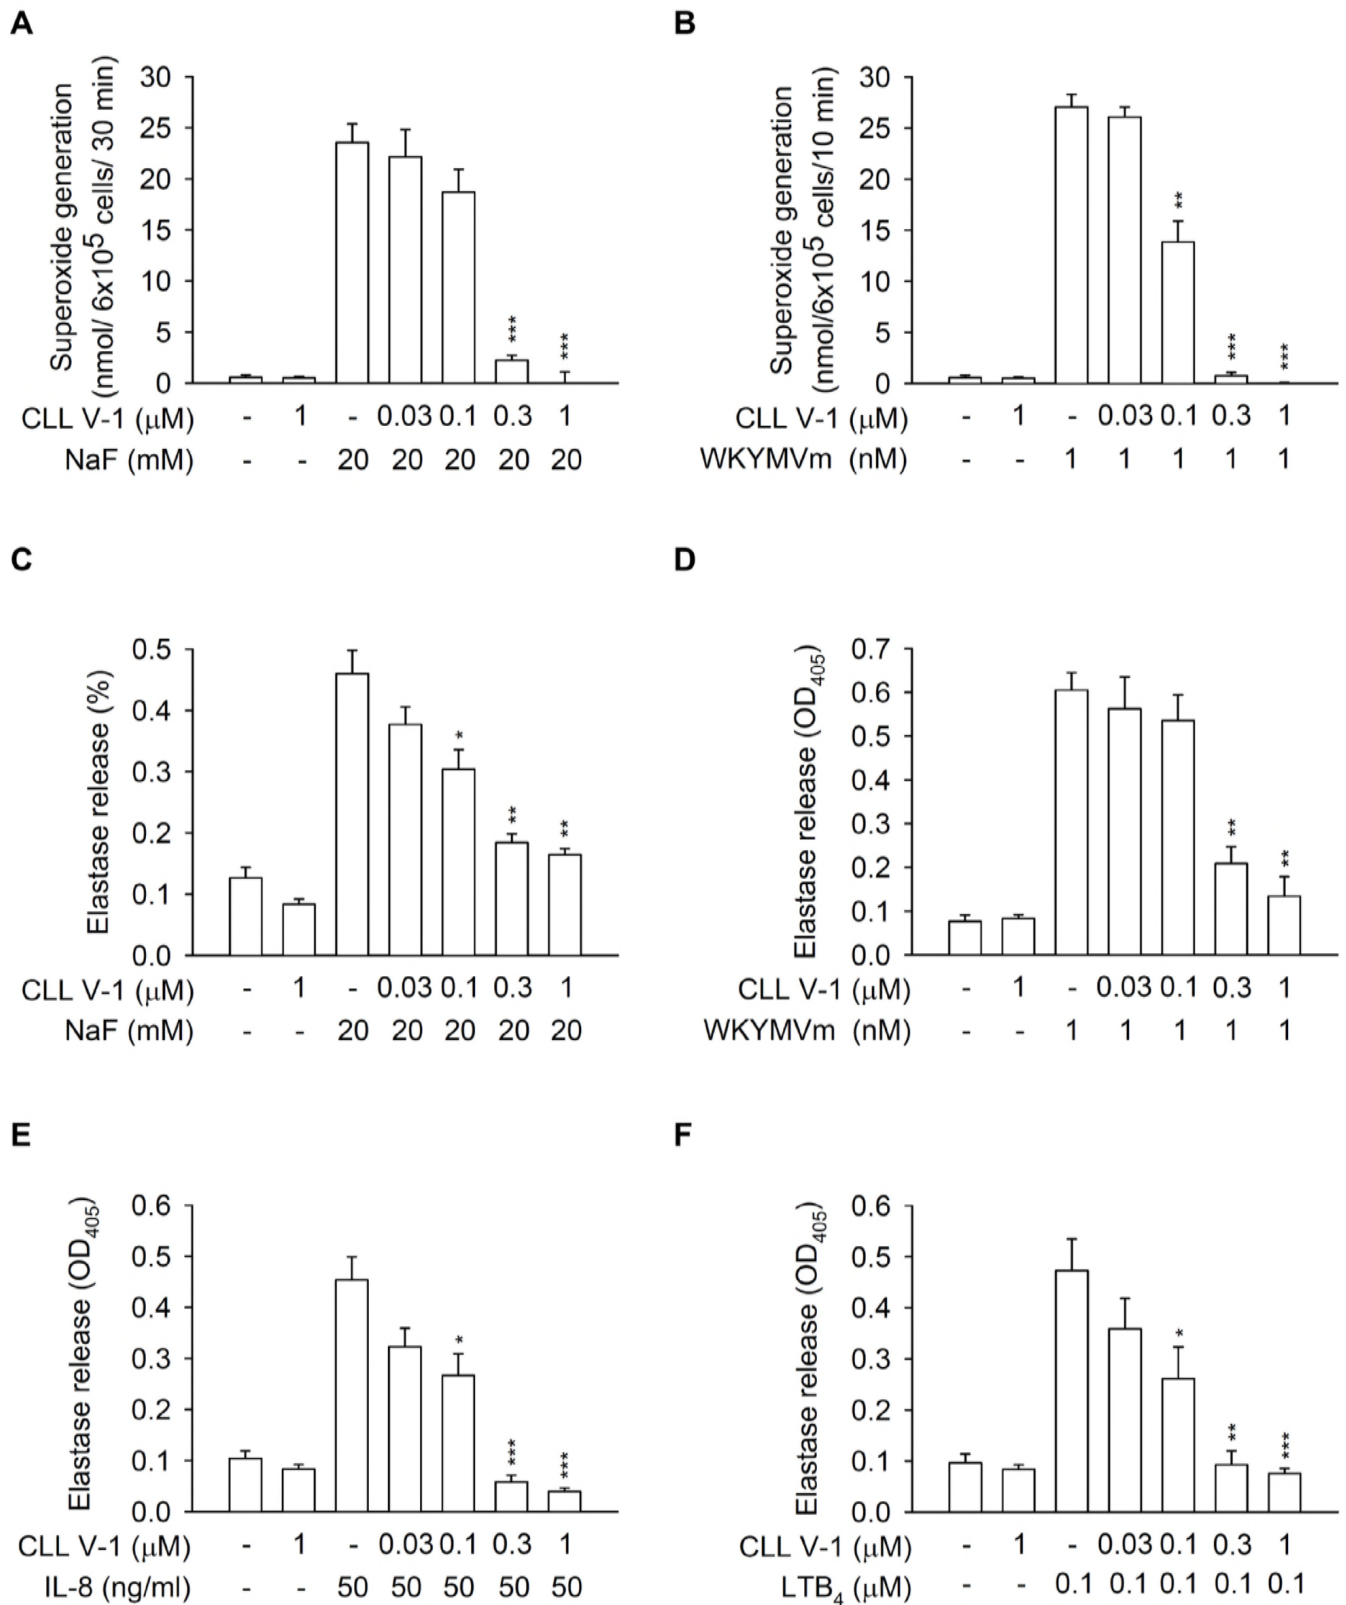 A
Superoxide generation
(nmol/ 6x10⁵ cells/ 30 min)
30
25
20
15
10
5
0
*** ***
CLL V-1 (μM) - 1 - 0.03 0.1 0.3 1
NaF (mM) - - 20 20 20 20 20
B
Superoxide generation
(nmol/6x10⁵ cells/10 min)
30
25
20
15
10
5
0
** *** ***
CLL V-1 (μM) - 1 - 0.03 0.1 0.3 1
WKYMVm (nM) - - 1 1 1 1 1
C
Elastase release (%)
0.5
0.4
0.3
0.2
0.1
0.0
* ** **
CLL V-1 (μM) - 1 - 0.03 0.1 0.3 1
NaF (mM) - - 20 20 20 20 20
D
Elastase release (OD₄₀₅)
0.7
0.6
0.5
0.4
0.3
0.2
0.1
0.0
** **
CLL V-1 (μM) - 1 - 0.03 0.1 0.3 1
WKYMVm (nM) - - 1 1 1 1 1
E
Elastase release (OD₄₀₅)
0.6
0.5
0.4
0.3
0.2
0.1
0.0
* *** ***
CLL V-1 (μM) - 1 - 0.03 0.1 0.3 1
IL-8 (ng/ml) - - 50 50 50 50 50
F
Elastase release (OD₄₀₅)
0.6
0.5
0.4
0.3
0.2
0.1
0.0
* ** ***
CLL V-1 (μM) - 1 - 0.03 0.1 0.3 1
LTB₄ (μM) - - 0.1 0.1 0.1 0.1 0.1